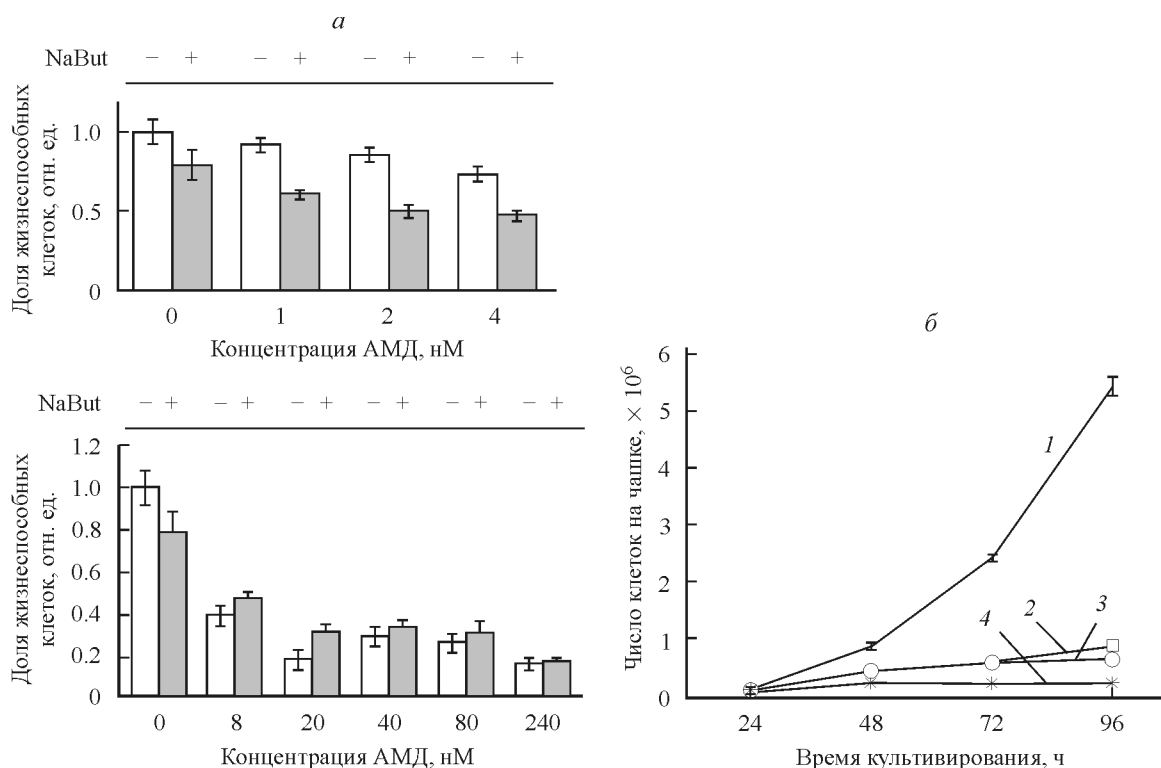 а
NaBut – + – + – + – +
Доля жизнеспособных
клеток, отн. ед.
1.0
0.5
0
0 1 2 4
Концентрация АМД, нМ
NaBut – + – + – + – + – + – +
Доля жизнеспособных
клеток, отн. ед.
1.2
1.0
0.8
0.6
0.4
0.2
0
0 8 20 40 80 240
Концентрация АМД, нМ
б
Число клеток на чашке, × 10⁶
6
5
4
3
2
1
0
1
4 2 3
24 48 72 96
Время культивирования, ч